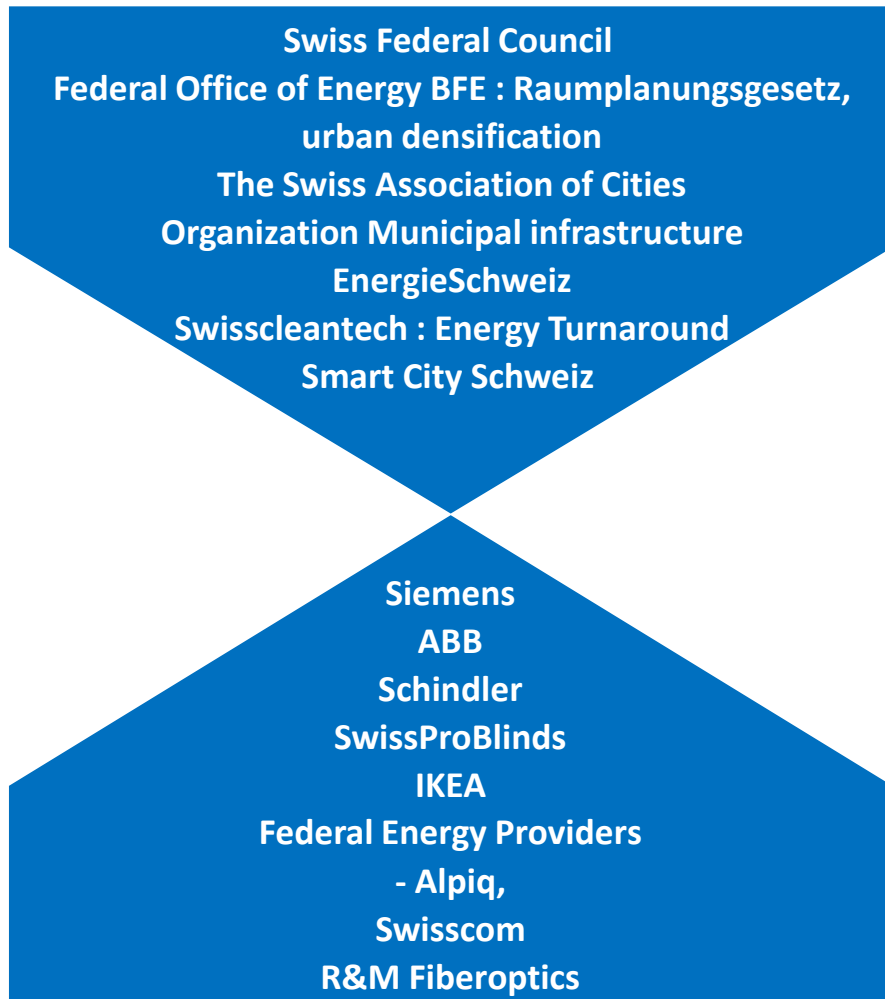 Swiss Federal Council
Federal Office of Energy BFE : Raumplanungsgesetz,
urban densification
The Swiss Association of Cities
Organization Municipal infrastructure
EnergieSchweiz
Swisscleantech : Energy Turnaround
Smart City Schweiz
Siemens
ABB
Schindler
SwissProBlinds
IKEA
Federal Energy Providers
- Alpiq,
Swisscom
R&M Fiberoptics